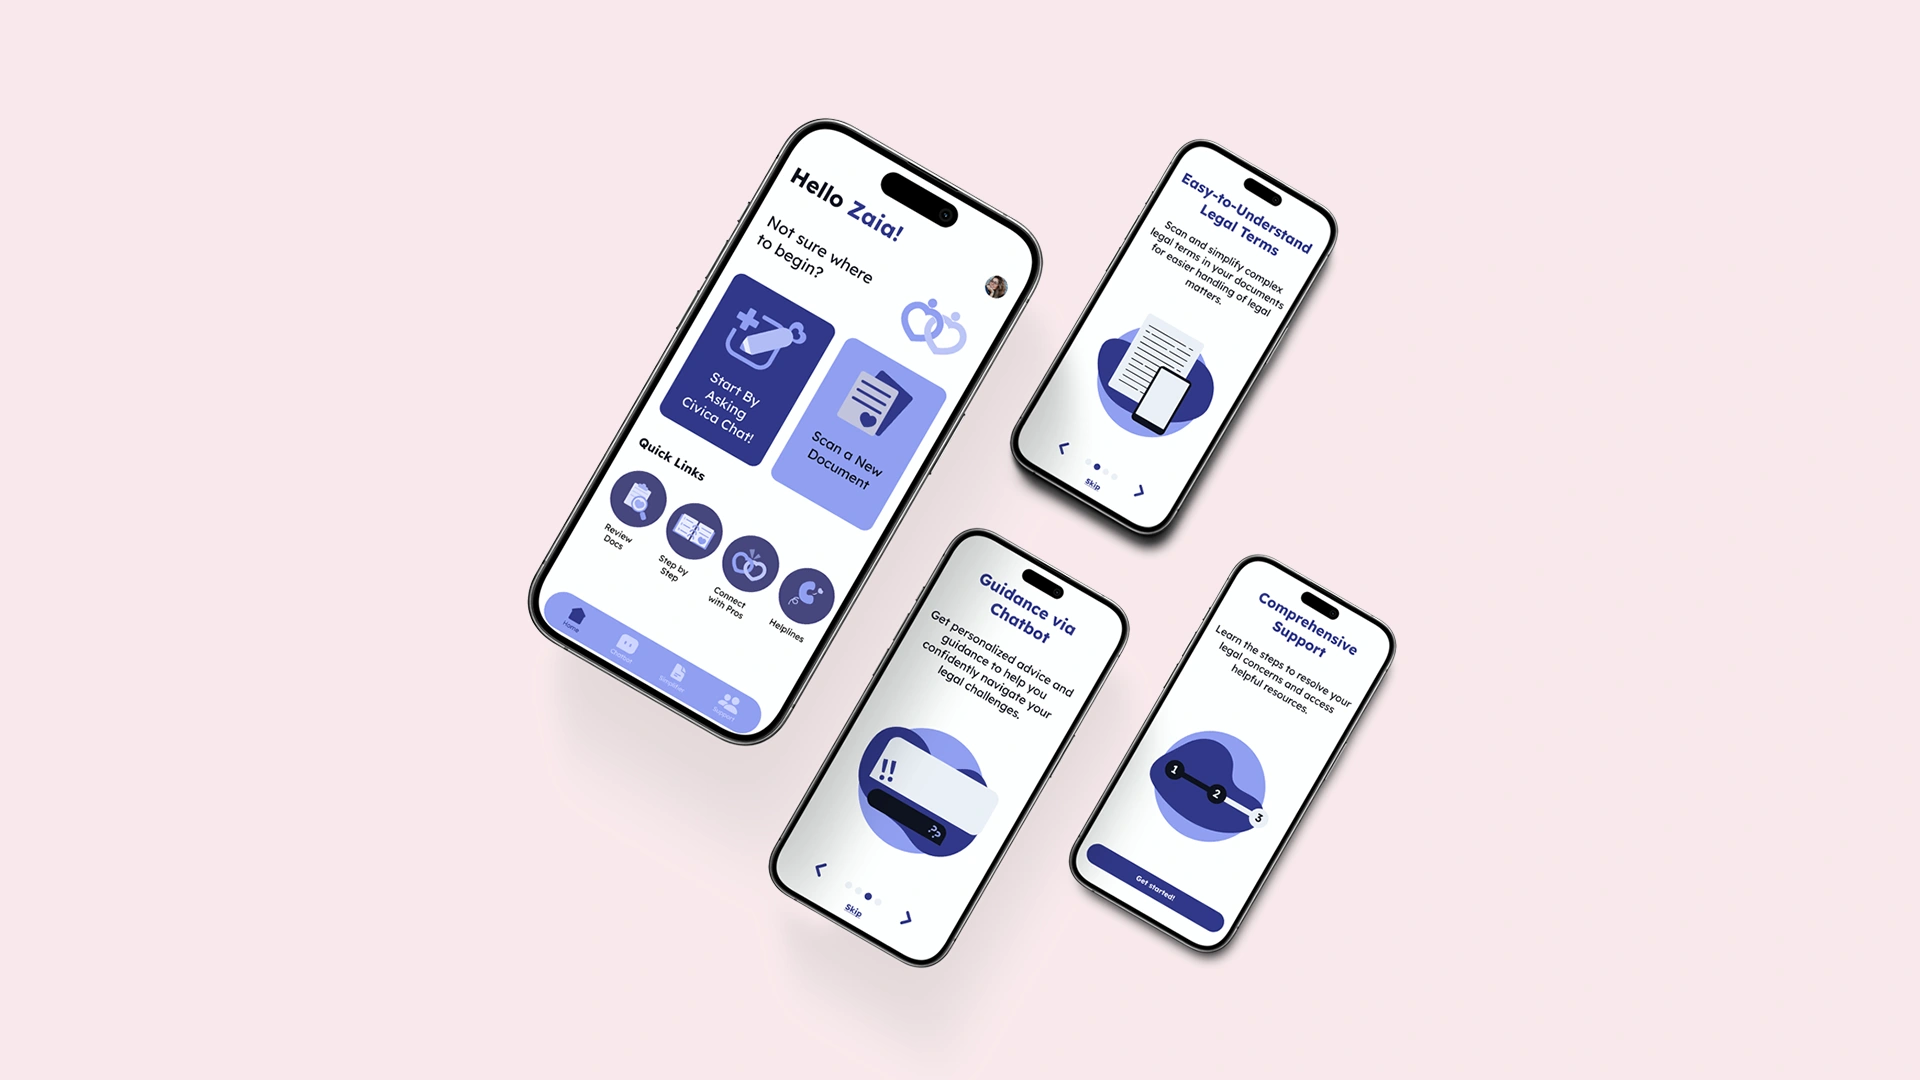 Hello Zaia!
Not sure where
to begin?
Start By
Asking
Civica Chat!
Scan a New
Document
Quick Links
Review
Docs
Step by
Step
Connect
with Pros
Helplines
Home
Chatbot
Simplifier
Support
Easy-to-Understand
Legal Terms
Scan and simplify complex
legal terms in your documents
for easier handling of legal
matters.
Skip
Guidance via
Chatbot
Get personalized advice and
guidance to help you
confidently navigate your
legal challenges.
!!
??
Skip
Comprehensive
Support
Learn the steps to resolve your
legal concerns and access
helpful resources.
1
2
3
Get started!